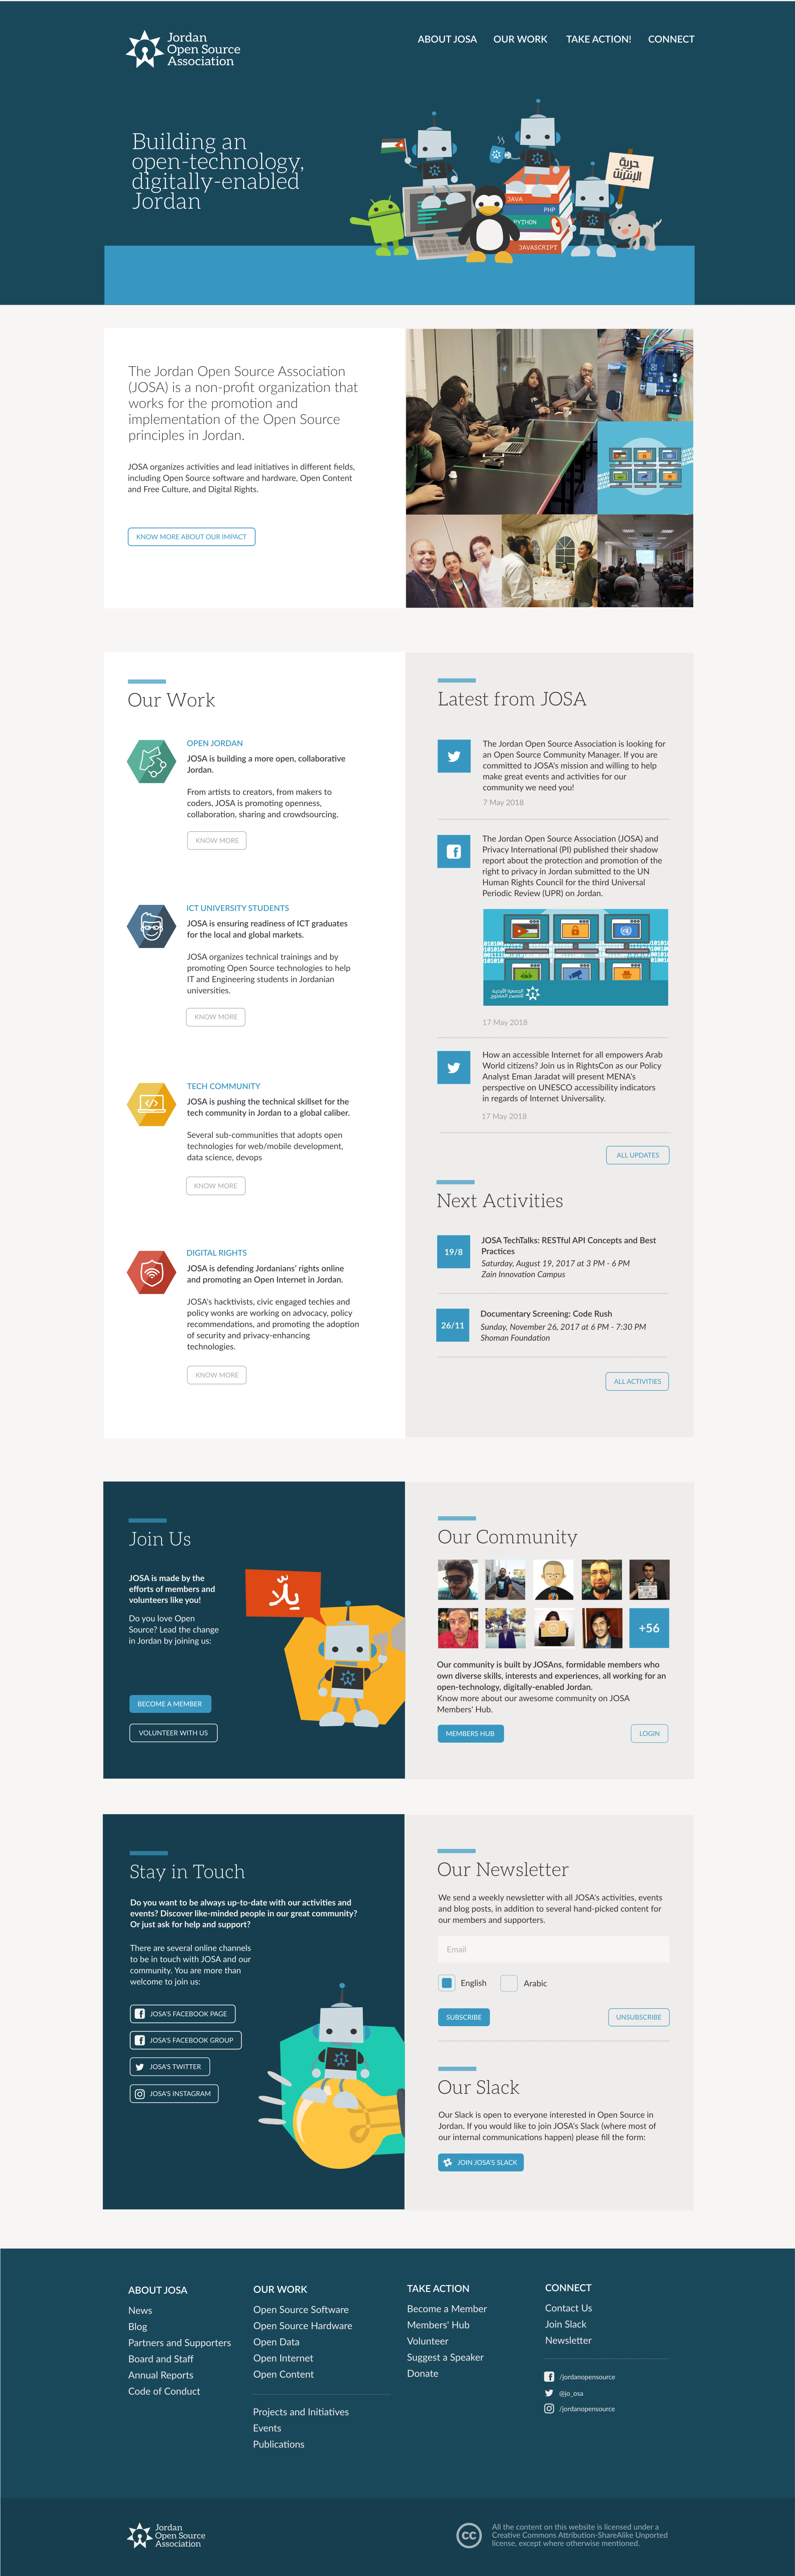 Jordan
Open Source
Association
ABOUT JOSA
OUR WORK
TAKE ACTION!
CONNECT
Building an
open-technology,
digitally-enabled
Jordan
حرية
الإنترنت
JAVA
PHP
PYTHON
JAVASCRIPT
The Jordan Open Source Association
(JOSA) is a non-profit organization that
works for the promotion and
implementation of the Open Source
principles in Jordan.
JOSA organizes activities and lead initiatives in different fields,
including Open Source software and hardware, Open Content
and Free Culture, and Digital Rights.
KNOW MORE ABOUT OUR IMPACT
Our Work
OPEN JORDAN
JOSA is building a more open, collaborative
Jordan.
From artists to creators, from makers to
coders, JOSA is promoting openness,
collaboration, sharing and crowdsourcing.
KNOW MORE
ICT UNIVERSITY STUDENTS
JOSA is ensuring readiness of ICT graduates
for the local and global markets.
JOSA organizes technical trainings and by
promoting Open Source technologies to help
IT and Engineering students in Jordanian
universities.
KNOW MORE
TECH COMMUNITY
JOSA is pushing the technical skillset for the
tech community in Jordan to a global caliber.
Several sub-communities that adopts open
technologies for web/mobile development,
data science, devops
KNOW MORE
DIGITAL RIGHTS
JOSA is defending Jordanians' rights online
and promoting an Open Internet in Jordan.
JOSA's hacktivists, civic engaged techies and
policy wonks are working on advocacy, policy
recommendations, and promoting the adoption
of security and privacy-enhancing
technologies.
KNOW MORE
Latest from JOSA
The Jordan Open Source Association is looking for
an Open Source Community Manager. If you are
committed to JOSA's mission and willing to help
make great events and activities for our
community we need you!
7 May 2018
The Jordan Open Source Association (JOSA) and
Privacy International (PI) published their shadow
report about the protection and promotion of the
right to privacy in Jordan submitted to the UN
Human Rights Council for the third Universal
Periodic Review (UPR) on Jordan.
الجمعية الأردنية
للمصدر المفتوح
17 May 2018
How an accessible Internet for all empowers Arab
World citizens? Join us in RightsCon as our Policy
Analyst Eman Jaradat will present MENA's
perspective on UNESCO accessibility indicators
in regards of Internet Universality.
17 May 2018
ALL UPDATES
Next Activities
19/8
JOSA TechTalks: RESTful API Concepts and Best
Practices
Saturday, August 19, 2017 at 3 PM - 6 PM
Zain Innovation Campus
26/11
Documentary Screening: Code Rush
Sunday, November 26, 2017 at 6 PM - 7:30 PM
Shoman Foundation
ALL ACTIVITIES
Join Us
JOSA is made by the
efforts of members and
volunteers like you!
Do you love Open
Source? Lead the change
in Jordan by joining us:
BECOME A MEMBER
VOLUNTEER WITH US
يلّا
Our Community
+56
Our community is built by JOSAns, formidable members who
own diverse skills, interests and experiences, all working for an
open-technology, digitally-enabled Jordan.
Know more about our awesome community on JOSA
Members' Hub.
MEMBERS HUB
LOGIN
Stay in Touch
Do you want to be always up-to-date with our activities and
events? Discover like-minded people in our great community?
Or just ask for help and support?
There are several online channels
to be in touch with JOSA and our
community. You are more than
welcome to join us:
JOSA'S FACEBOOK PAGE
JOSA'S FACEBOOK GROUP
JOSA'S TWITTER
JOSA'S INSTAGRAM
Our Newsletter
We send a weekly newsletter with all JOSA's activities, events
and blog posts, in addition to several hand-picked content for
our members and supporters.
Email
English
Arabic
SUBSCRIBE
UNSUBSCRIBE
Our Slack
Our Slack is open to everyone interested in Open Source in
Jordan. If you would like to join JOSA's Slack (where most of
our internal communications happen) please fill the form:
JOIN JOSA'S SLACK
ABOUT JOSA
News
Blog
Partners and Supporters
Board and Staff
Annual Reports
Code of Conduct
OUR WORK
Open Source Software
Open Source Hardware
Open Data
Open Internet
Open Content
Projects and Initiatives
Events
Publications
TAKE ACTION
Become a Member
Members' Hub
Volunteer
Suggest a Speaker
Donate
CONNECT
Contact Us
Join Slack
Newsletter
/jordanopensource
@jo_osa
/jordanopensource
Jordan
Open Source
Association
cc
All the content on this website is licensed under a
Creative Commons Attribution-ShareAlike Unported
license, except where otherwise mentioned.